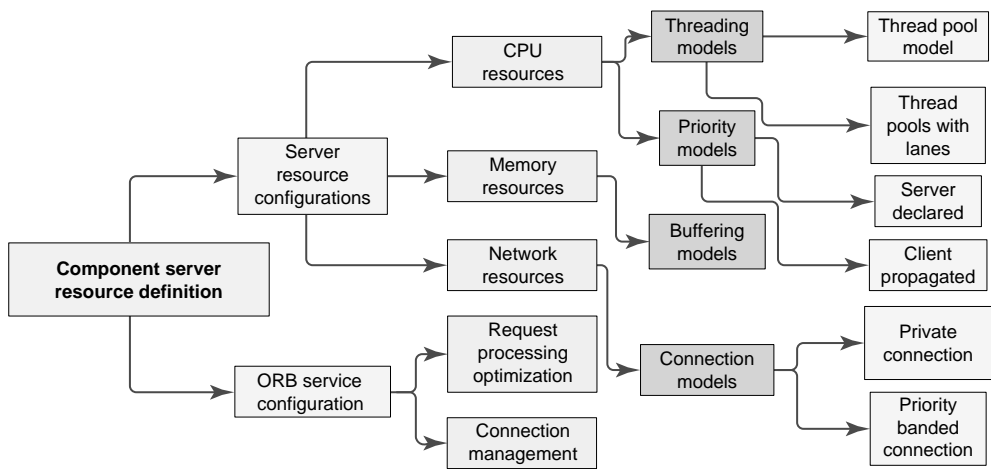 Component server
resource definition
Server
resource
configurations
ORB service
configuration
CPU
resources
Memory
resources
Network
resources
Request
processing
optimization
Connection
management
Threading
models
Priority
models
Buffering
models
Connection
models
Thread pool
model
Thread
pools with
lanes
Server
declared
Client
propagated
Private
connection
Priority
banded
connection